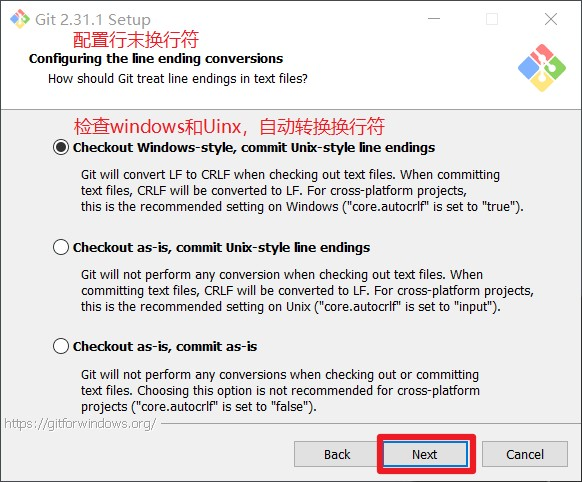 Git 2.31.1 Setup
配置行末换行符
Configuring the line ending conversions
How should Git treat line endings in text files?
检查windows和Uinx，自动转换换行符
Checkout Windows-style, commit Unix-style line endings
Git will convert LF to CRLF when checking out text files. When committing
text files, CRLF will be converted to LF. For cross-platform projects,
this is the recommended setting on Windows ("core.autocrlf" is set to "true").
Checkout as-is, commit Unix-style line endings
Git will not perform any conversion when checking out text files. When
committing text files, CRLF will be converted to LF. For cross-platform projects,
this is the recommended setting on Unix ("core.autocrlf" is set to "input").
Checkout as-is, commit as-is
Git will not perform any conversions when checking out or committing
text files. Choosing this option is not recommended for cross-platform
projects ("core.autocrlf" is set to "false").
https://gitforwindows.org/
Back
Next
Cancel